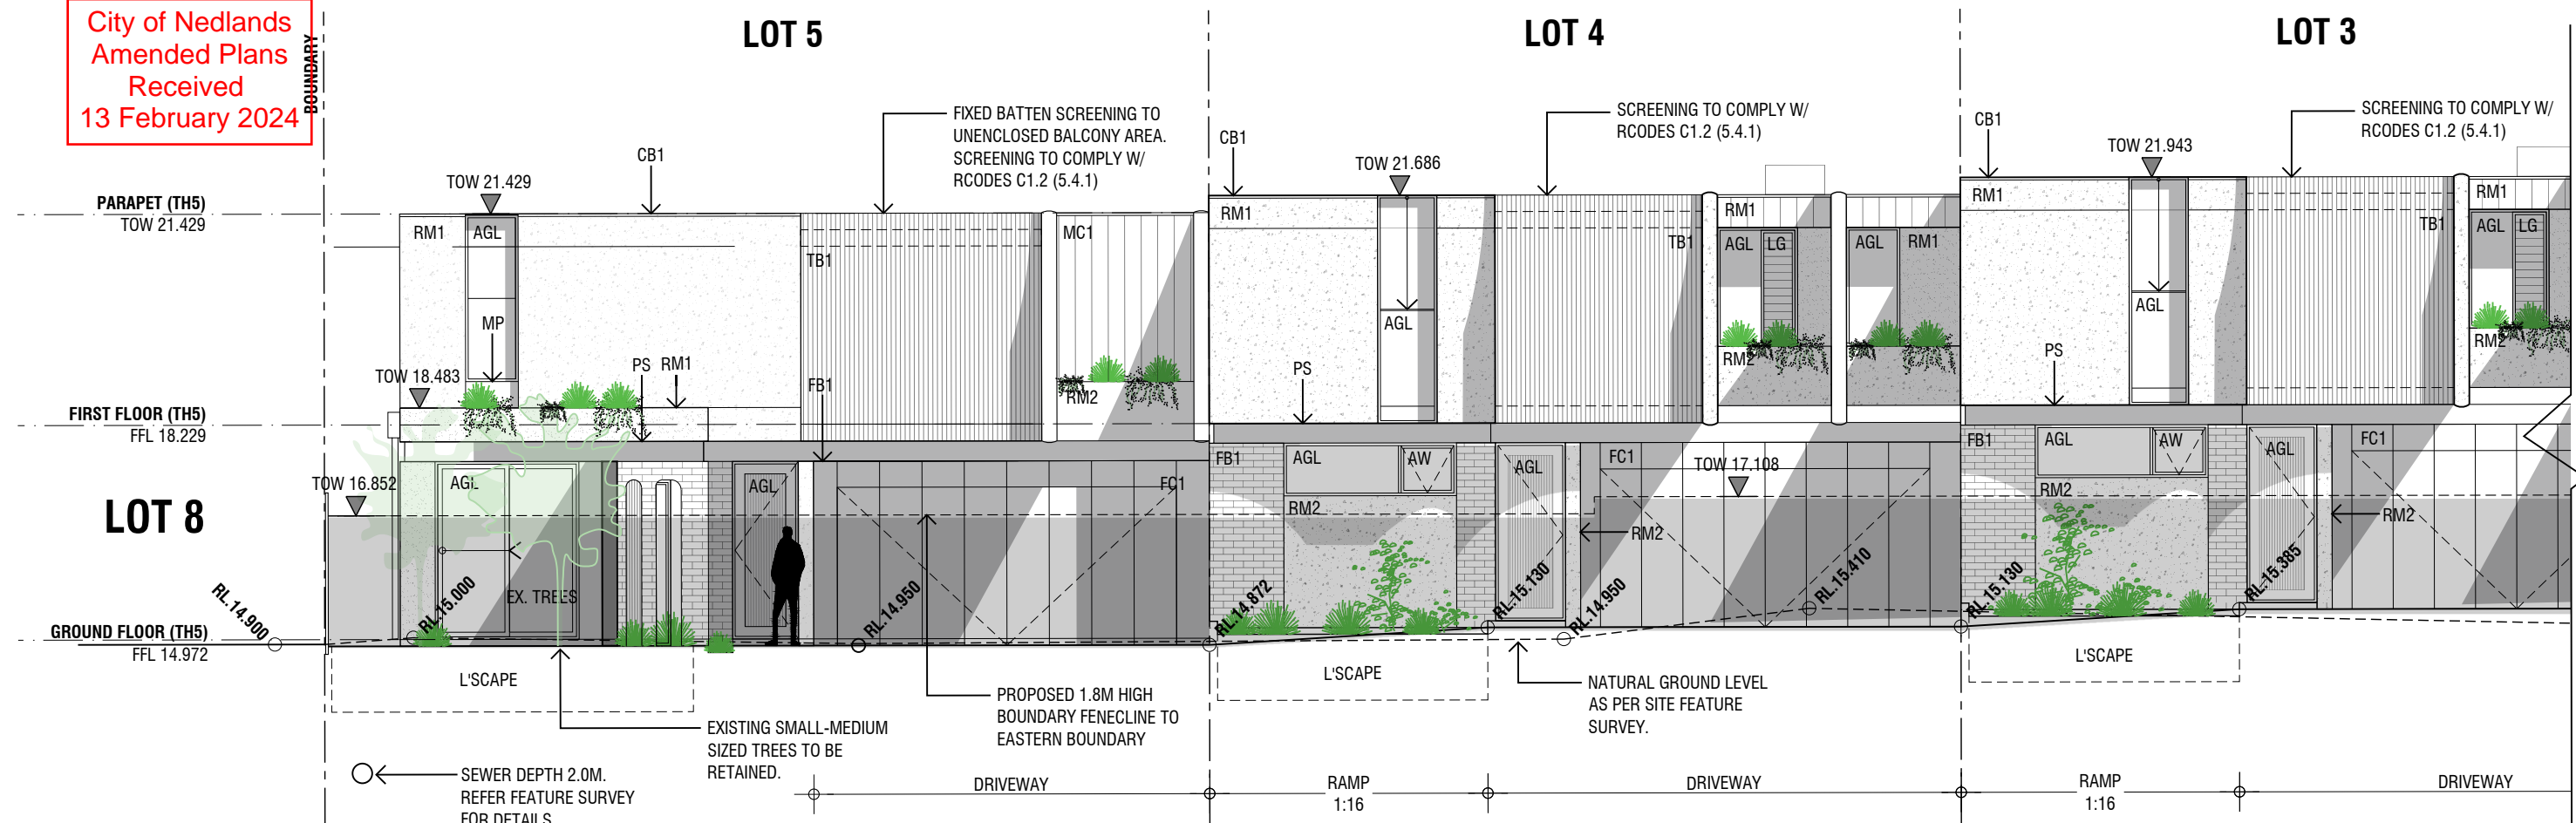 City of Nedlands
Amended Plans
Received
13 February 2024
BOUNDARY
LOT 5
LOT 4
LOT 3
LOT 8
PARAPET (TH5)
TOW 21.429
FIRST FLOOR (TH5)
FFL 18.229
GROUND FLOOR (TH5)
FFL 14.972
TOW 21.429
CB1
FIXED BATTEN SCREENING TO
UNENCLOSED BALCONY AREA.
SCREENING TO COMPLY W/
RCODES C1.2 (5.4.1)
RM1
AGL
TB1
MC1
MP
TOW 18.483
PS
RM1
FB1
RM2
TOW 16.852
AGL
AGL
FC1
EX. TREES
RL.14.900
RL.15.000
RL.14.950
L'SCAPE
EXISTING SMALL-MEDIUM
SIZED TREES TO BE
RETAINED.
PROPOSED 1.8M HIGH
BOUNDARY FENECLINE TO
EASTERN BOUNDARY
SEWER DEPTH 2.0M.
REFER FEATURE SURVEY
FOR DETAILS
DRIVEWAY
CB1
TOW 21.686
SCREENING TO COMPLY W/
RCODES C1.2 (5.4.1)
RM1
RM1
TB1
AGL
LG
AGL
RM1
AGL
RM2
PS
FB1
AGL
AW
AGL
FC1
TOW 17.108
RM2
RM2
RL.14.872
RL.15.130
RL.14.950
RL.15.410
L'SCAPE
NATURAL GROUND LEVEL
AS PER SITE FEATURE
SURVEY.
RAMP
1:16
DRIVEWAY
CB1
TOW 21.943
SCREENING TO COMPLY W/
RCODES C1.2 (5.4.1)
RM1
RM1
TB1
AGL
LG
AGL
RM2
PS
FB1
AGL
AW
AGL
FC1
RM2
RM2
RL.15.130
RL.15.385
L'SCAPE
RAMP
1:16
DRIVEWAY